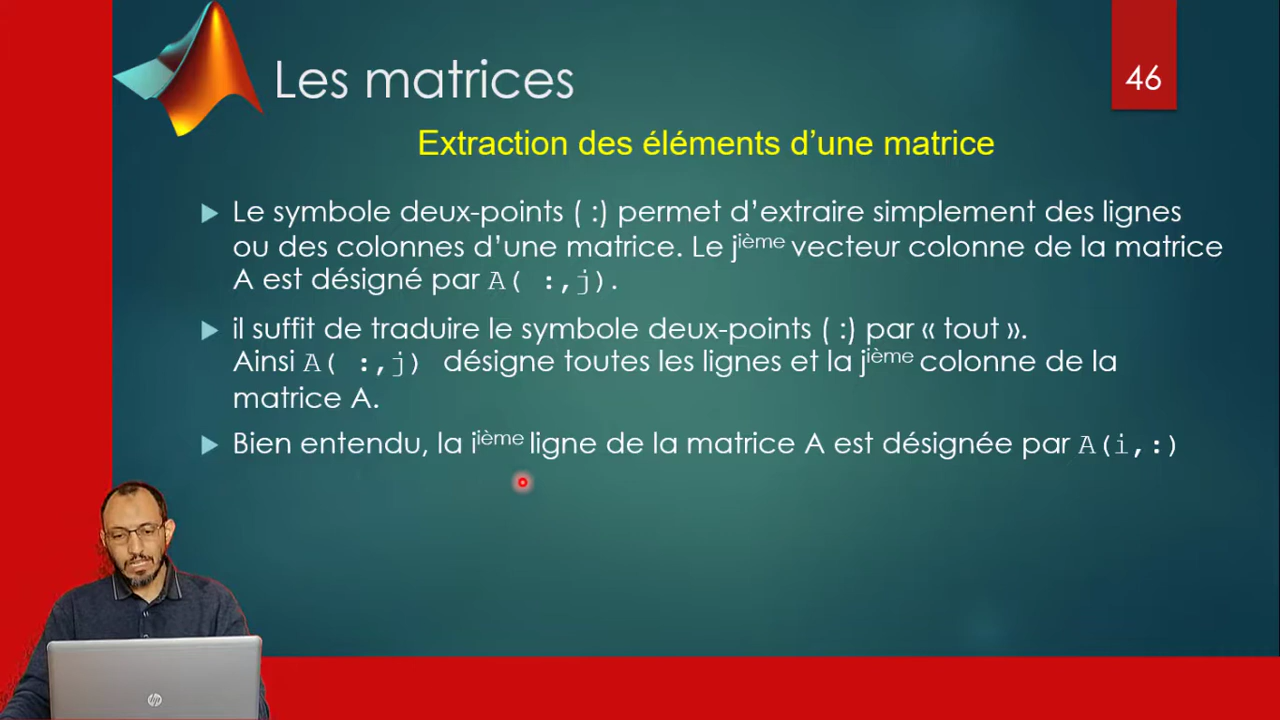 Les matrices
46
Extraction des éléments d’une matrice
Le symbole deux-points ( :) permet d’extraire simplement des lignes
ou des colonnes d’une matrice. Le jième vecteur colonne de la matrice
A est désigné par A( :,j).
il suffit de traduire le symbole deux-points ( :) par « tout ».
Ainsi A( :,j) désigne toutes les lignes et la jième colonne de la
matrice A.
Bien entendu, la iième ligne de la matrice A est désignée par A(i,:)
hp